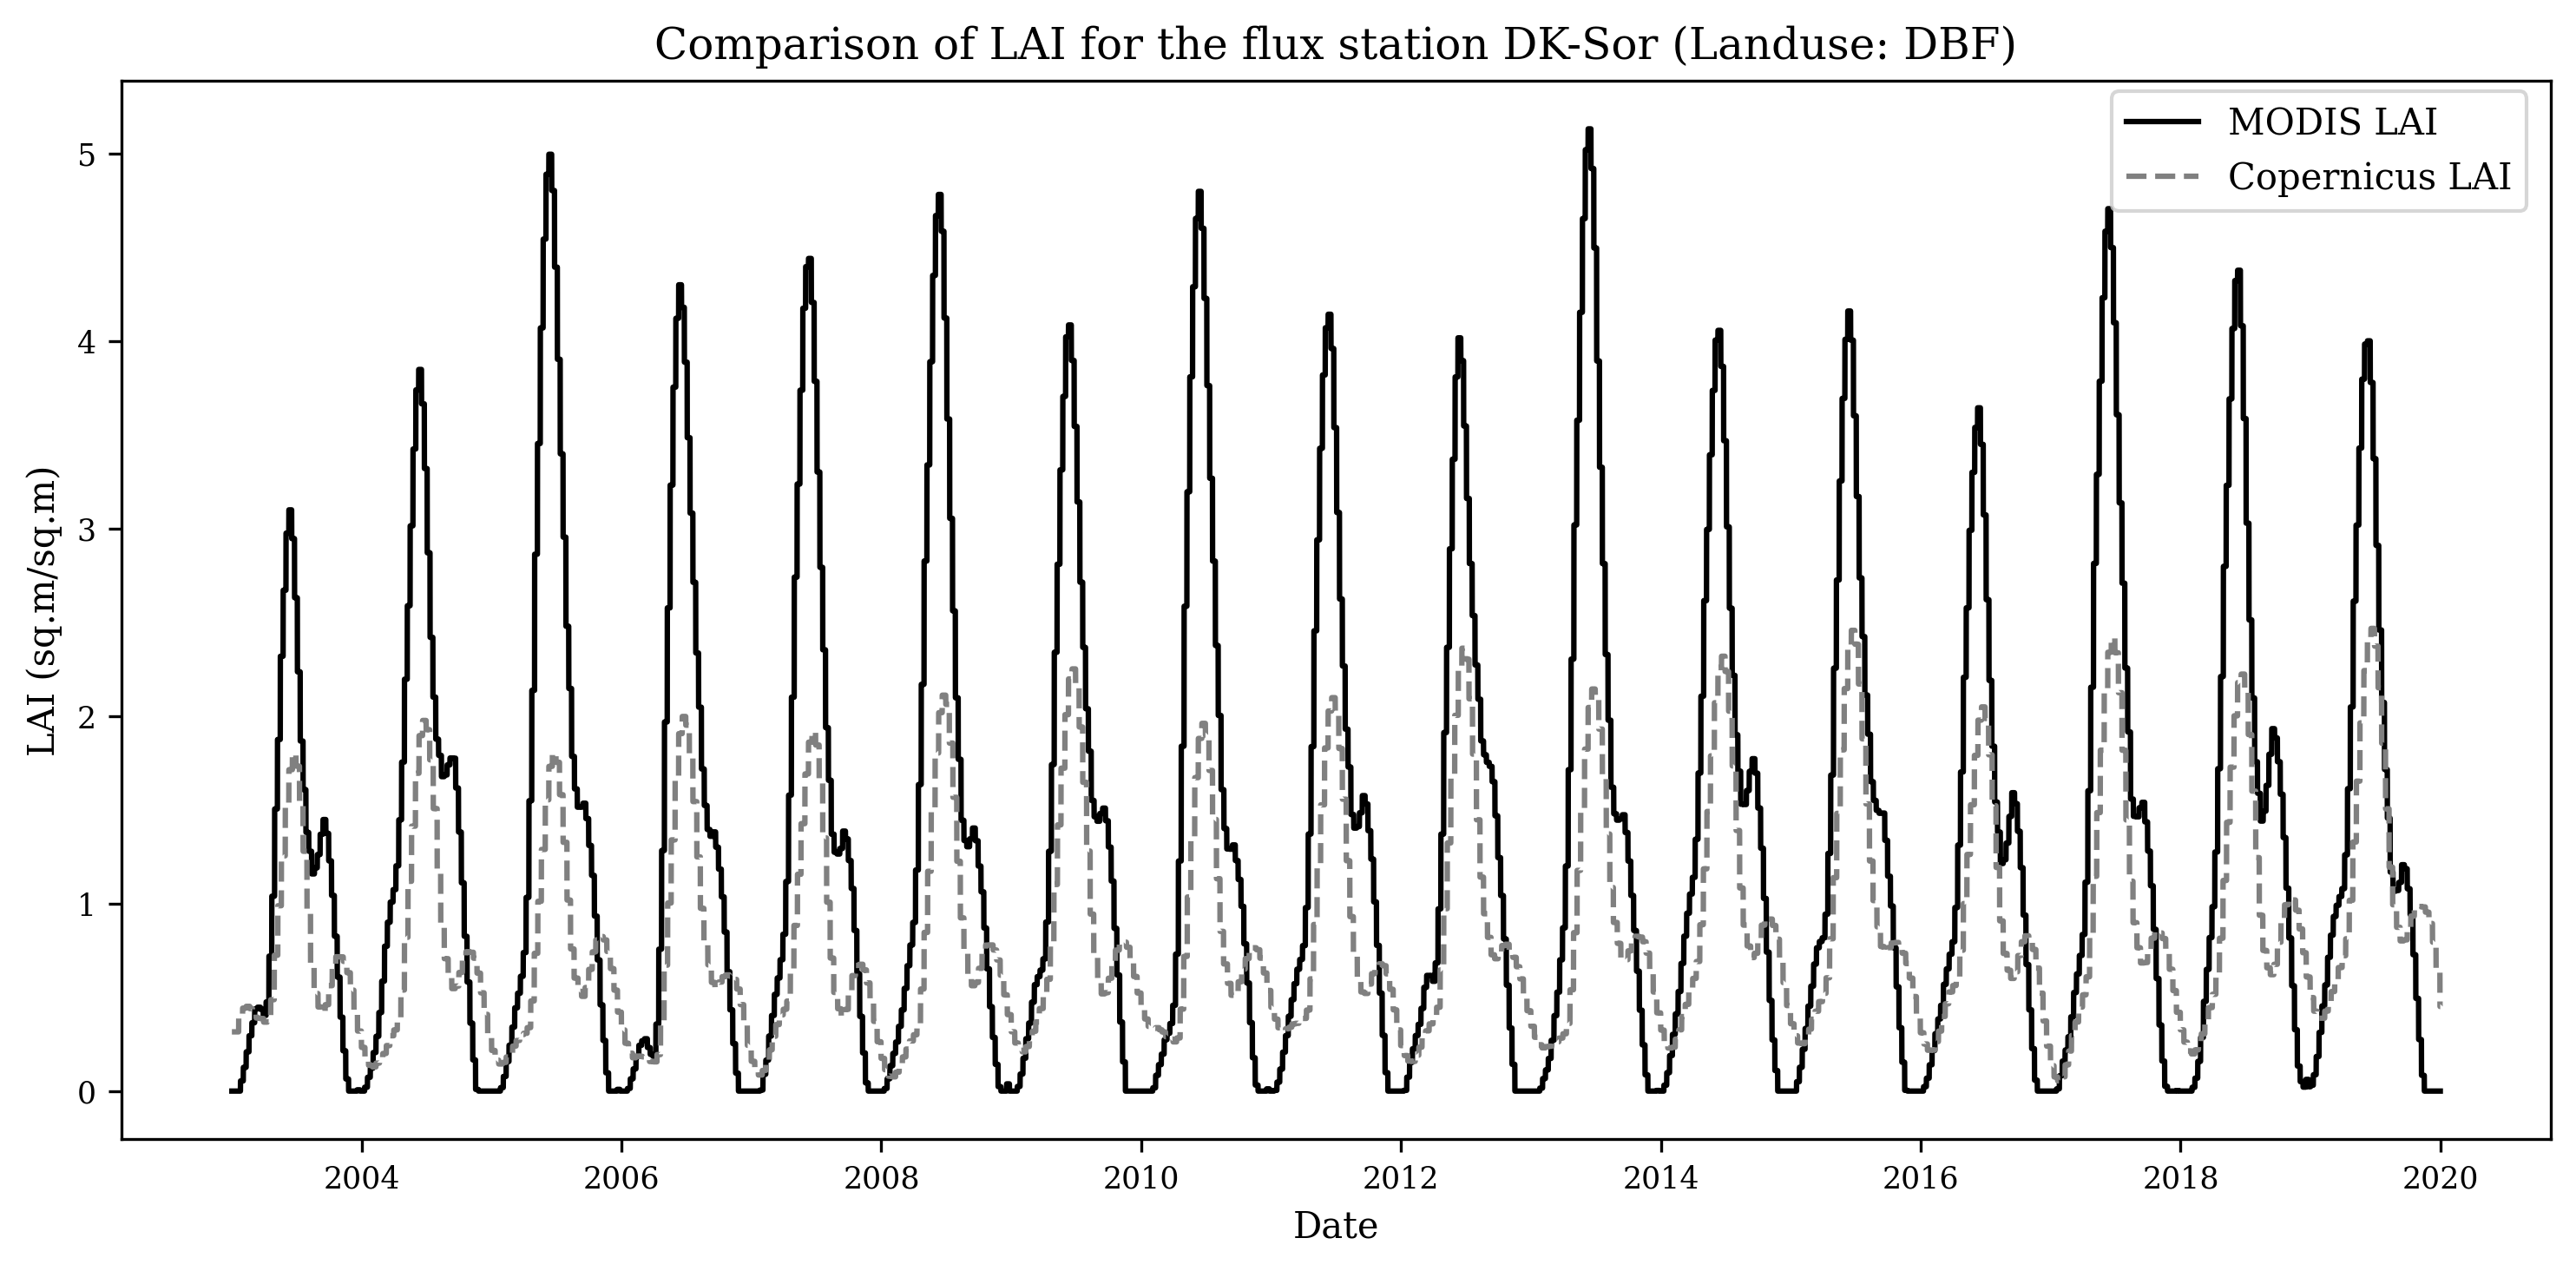 Comparison of LAI for the flux station DK-Sor (Landuse: DBF)
MODIS LAI
Copernicus LAI
LAI (sq.m/sq.m)
5
4
3
2
1
0
2004 2006 2008 2010 2012 2014 2016 2018 2020
Date